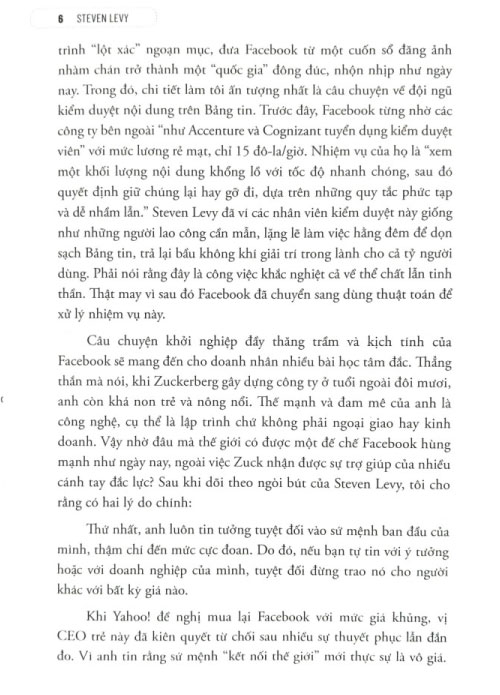 6 STEVEN LEVY
trình “lột xác” ngoạn mục, đưa Facebook từ một cuốn sổ đăng ảnh
nhàm chán trở thành một “quốc gia” đông đúc, nhộn nhịp như ngày
nay. Trong đó, chi tiết làm tôi ấn tượng nhất là câu chuyện về đội ngũ
kiểm duyệt nội dung trên Bảng tin. Trước đây, Facebook từng nhờ các
công ty bên ngoài “như Accenture và Cognizant tuyển dụng kiểm duyệt
viên” với mức lương rẻ mạt, chỉ 15 đô-la/giờ. Nhiệm vụ của họ là “xem
một khối lượng nội dung khổng lồ với tốc độ nhanh chóng, sau đó
quyết định giữ chúng lại hay gỡ đi, dựa trên những quy tắc phức tạp
và dễ nhầm lẫn.” Steven Levy đã ví các nhân viên kiểm duyệt này giống
như những người lao công cần mẫn, lặng lẽ làm việc hằng đêm để dọn
sạch Bảng tin, trả lại bầu không khí giải trí trong lành cho cả tỷ người
dùng. Phải nói rằng đây là công việc khắc nghiệt cả về thể chất lẫn tinh
thần. Thật may vì sau đó Facebook đã chuyển sang dùng thuật toán để
xử lý nhiệm vụ này.
Câu chuyện khởi nghiệp đầy thăng trầm và kịch tính của
Facebook sẽ mang đến cho doanh nhân nhiều bài học tâm đắc. Thẳng
thắn mà nói, khi Zuckerberg gây dựng công ty ở tuổi ngoài đôi mươi,
anh còn khá non trẻ và nông nổi. Thế mạnh và đam mê của anh là
công nghệ, cụ thể là lập trình chứ không phải ngoại giao hay kinh
doanh. Vậy nhờ đâu mà thế giới có được một đế chế Facebook hùng
mạnh như ngày nay, ngoài việc Zuck nhận được sự trợ giúp của nhiều
cánh tay đắc lực? Sau khi dõi theo ngòi bút của Steven Levy, tôi cho
rằng có hai lý do chính:
Thứ nhất, anh luôn tin tưởng tuyệt đối vào sứ mệnh ban đầu của
mình, thậm chí đến mức cực đoan. Do đó, nếu bạn tự tin với ý tưởng
hoặc với doanh nghiệp của mình, tuyệt đối đừng trao nó cho người
khác với bất kỳ giá nào.
Khi Yahoo! đề nghị mua lại Facebook với mức giá khủng, vị
CEO trẻ này đã kiên quyết từ chối sau nhiều sự thuyết phục lẫn đắn
đo. Vì anh tin rằng sứ mệnh “kết nối thế giới” mới thực sự là vô giá.